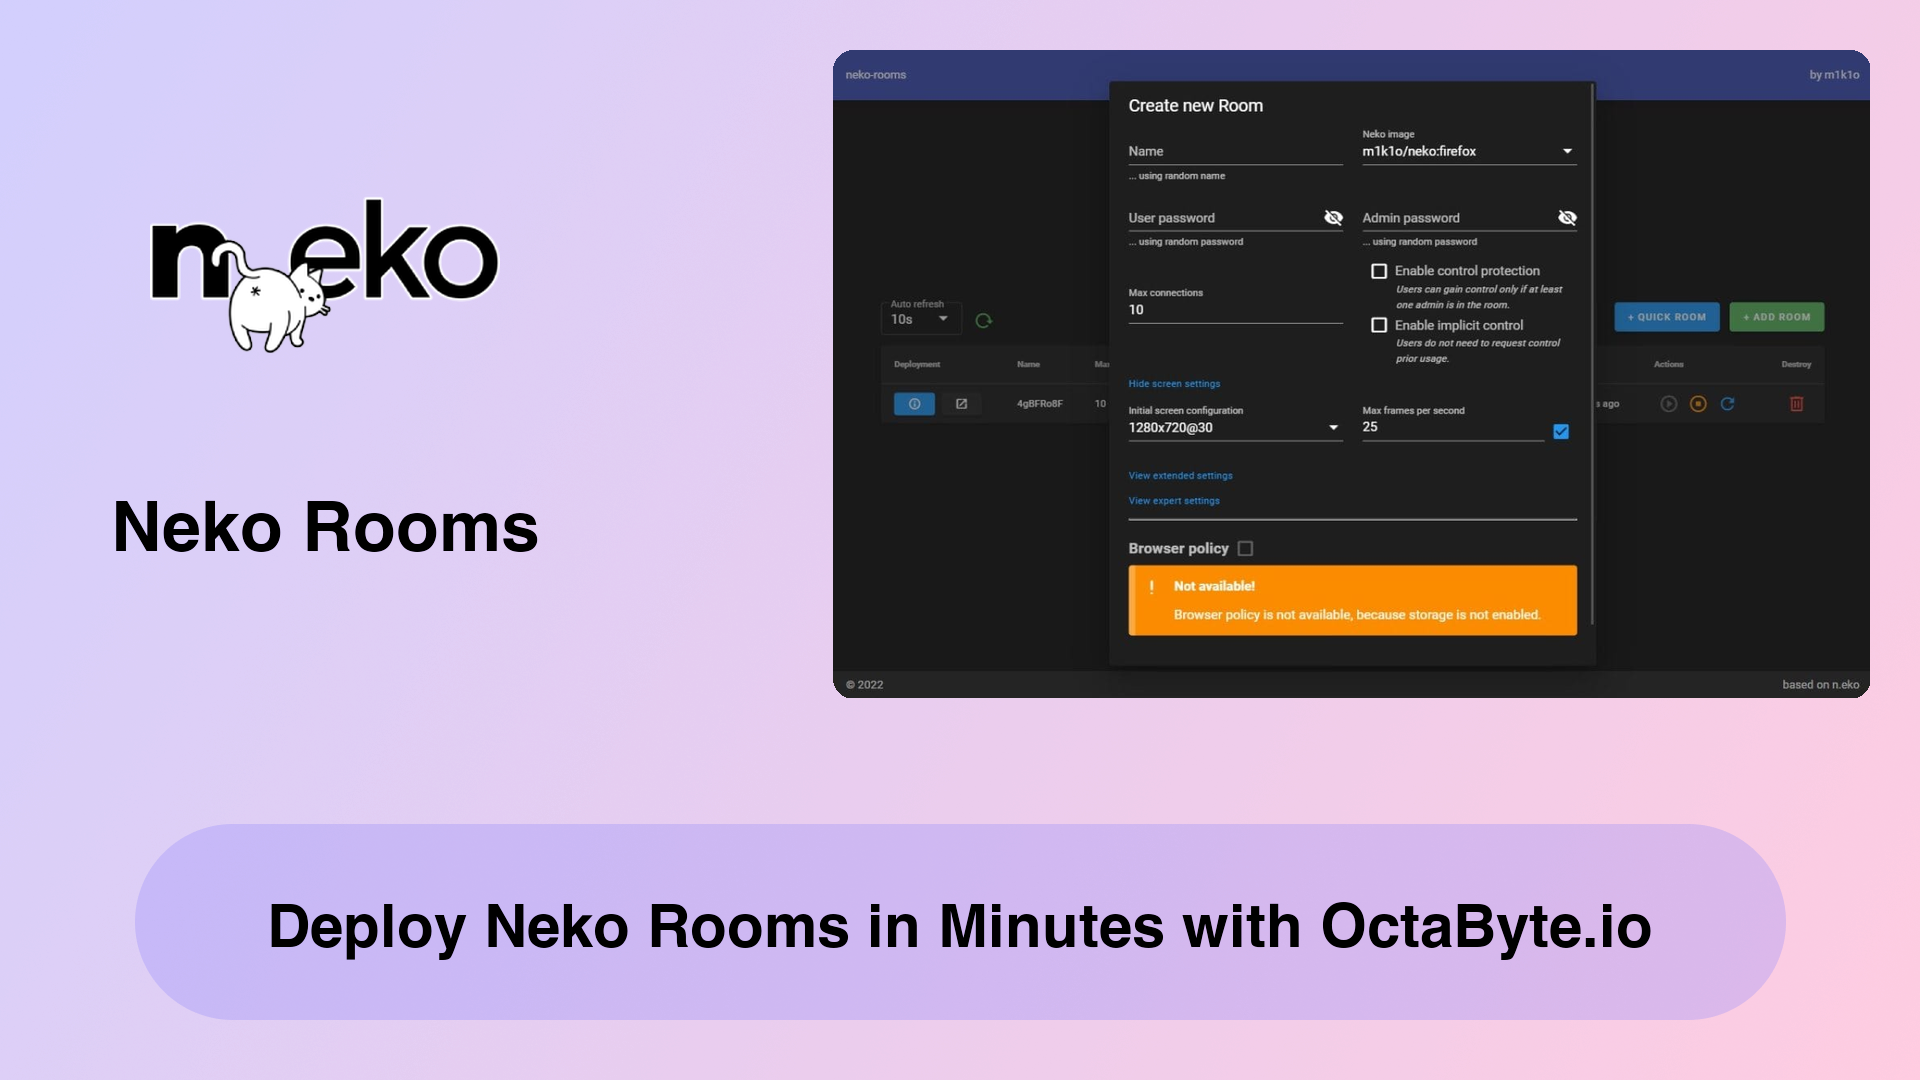 n.eko
Neko Rooms
neko-rooms
by m1k1o
Create new Room
Name
... using random name
Neko image
m1k1o/neko:firefox
User password
... using random password
Admin password
... using random password
Max connections
10
Enable control protection
Users can gain control only if at least
one admin is in the room.
Enable implicit control
Users do not need to request control
prior usage.
Hide screen settings
Initial screen configuration
1280x720@30
Max frames per second
25
View extended settings
View expert settings
Browser policy
Not available!
Browser policy is not available, because storage is not enabled.
Auto refresh
10s
+ QUICK ROOM
+ ADD ROOM
Deployment Name Actions Destroy
4gBFRo8F 10 ago
© 2022
based on n.eko
Deploy Neko Rooms in Minutes with OctaByte.io